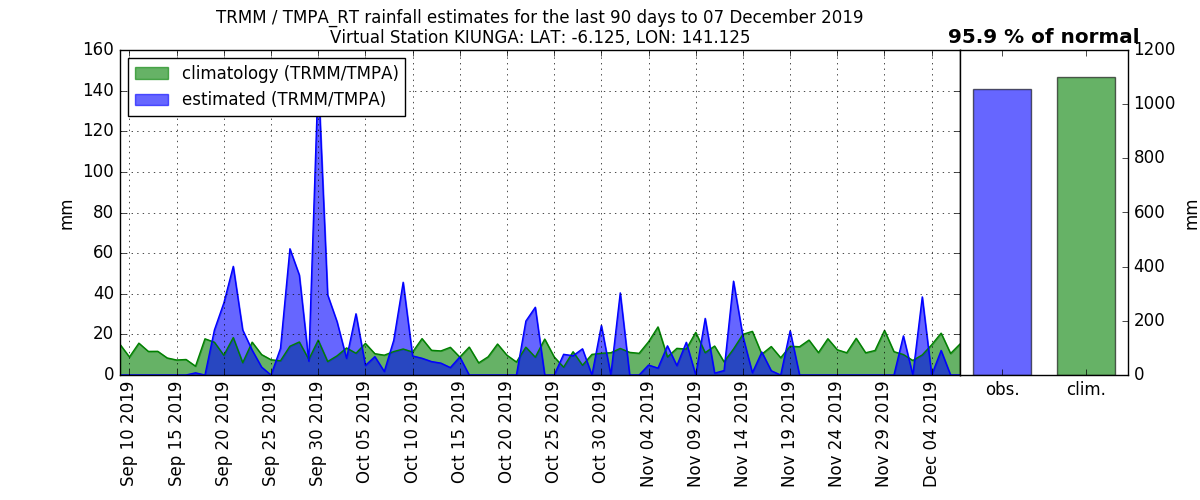 TRMM / TMPA_RT rainfall estimates for the last 90 days to 07 December 2019
Virtual Station KIUNGA: LAT: -6.125, LON: 141.125
95.9 % of normal
climatology (TRMM/TMPA)
estimated (TRMM/TMPA)
160
140
120
100
80
60
40
20
0
mm
1200
1000
800
600
400
200
0
mm
Sep 10 2019
Sep 15 2019
Sep 20 2019
Sep 25 2019
Sep 30 2019
Oct 05 2019
Oct 10 2019
Oct 15 2019
Oct 20 2019
Oct 25 2019
Oct 30 2019
Nov 04 2019
Nov 09 2019
Nov 14 2019
Nov 19 2019
Nov 24 2019
Nov 29 2019
Dec 04 2019
obs.
clim.